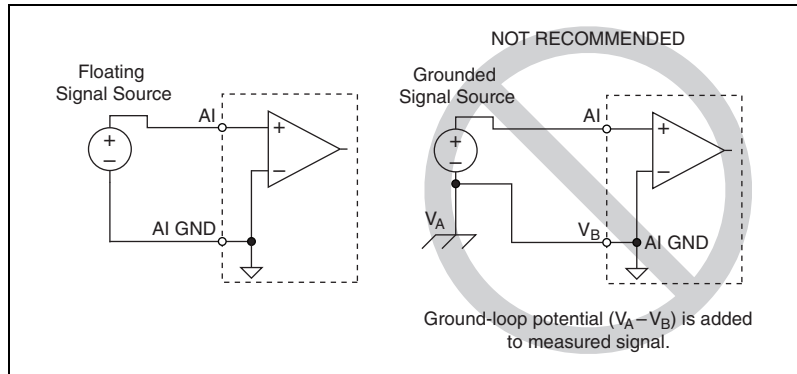 NOT RECOMMENDED
Floating
Signal Source
AI
+
−
+
−
AI GND
Grounded
Signal Source
AI
+
−
+
−
V_A
V_B
AI GND
Ground-loop potential (V_A – V_B) is added
to measured signal.